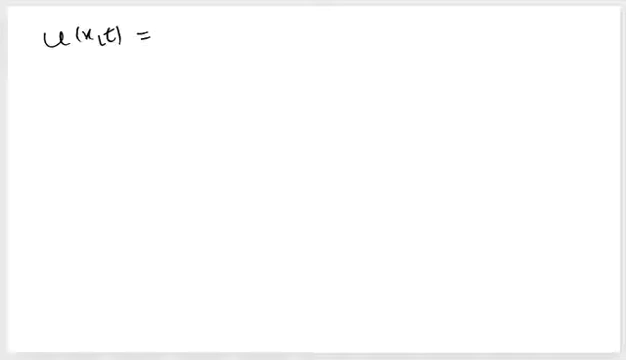 u(x,t) =